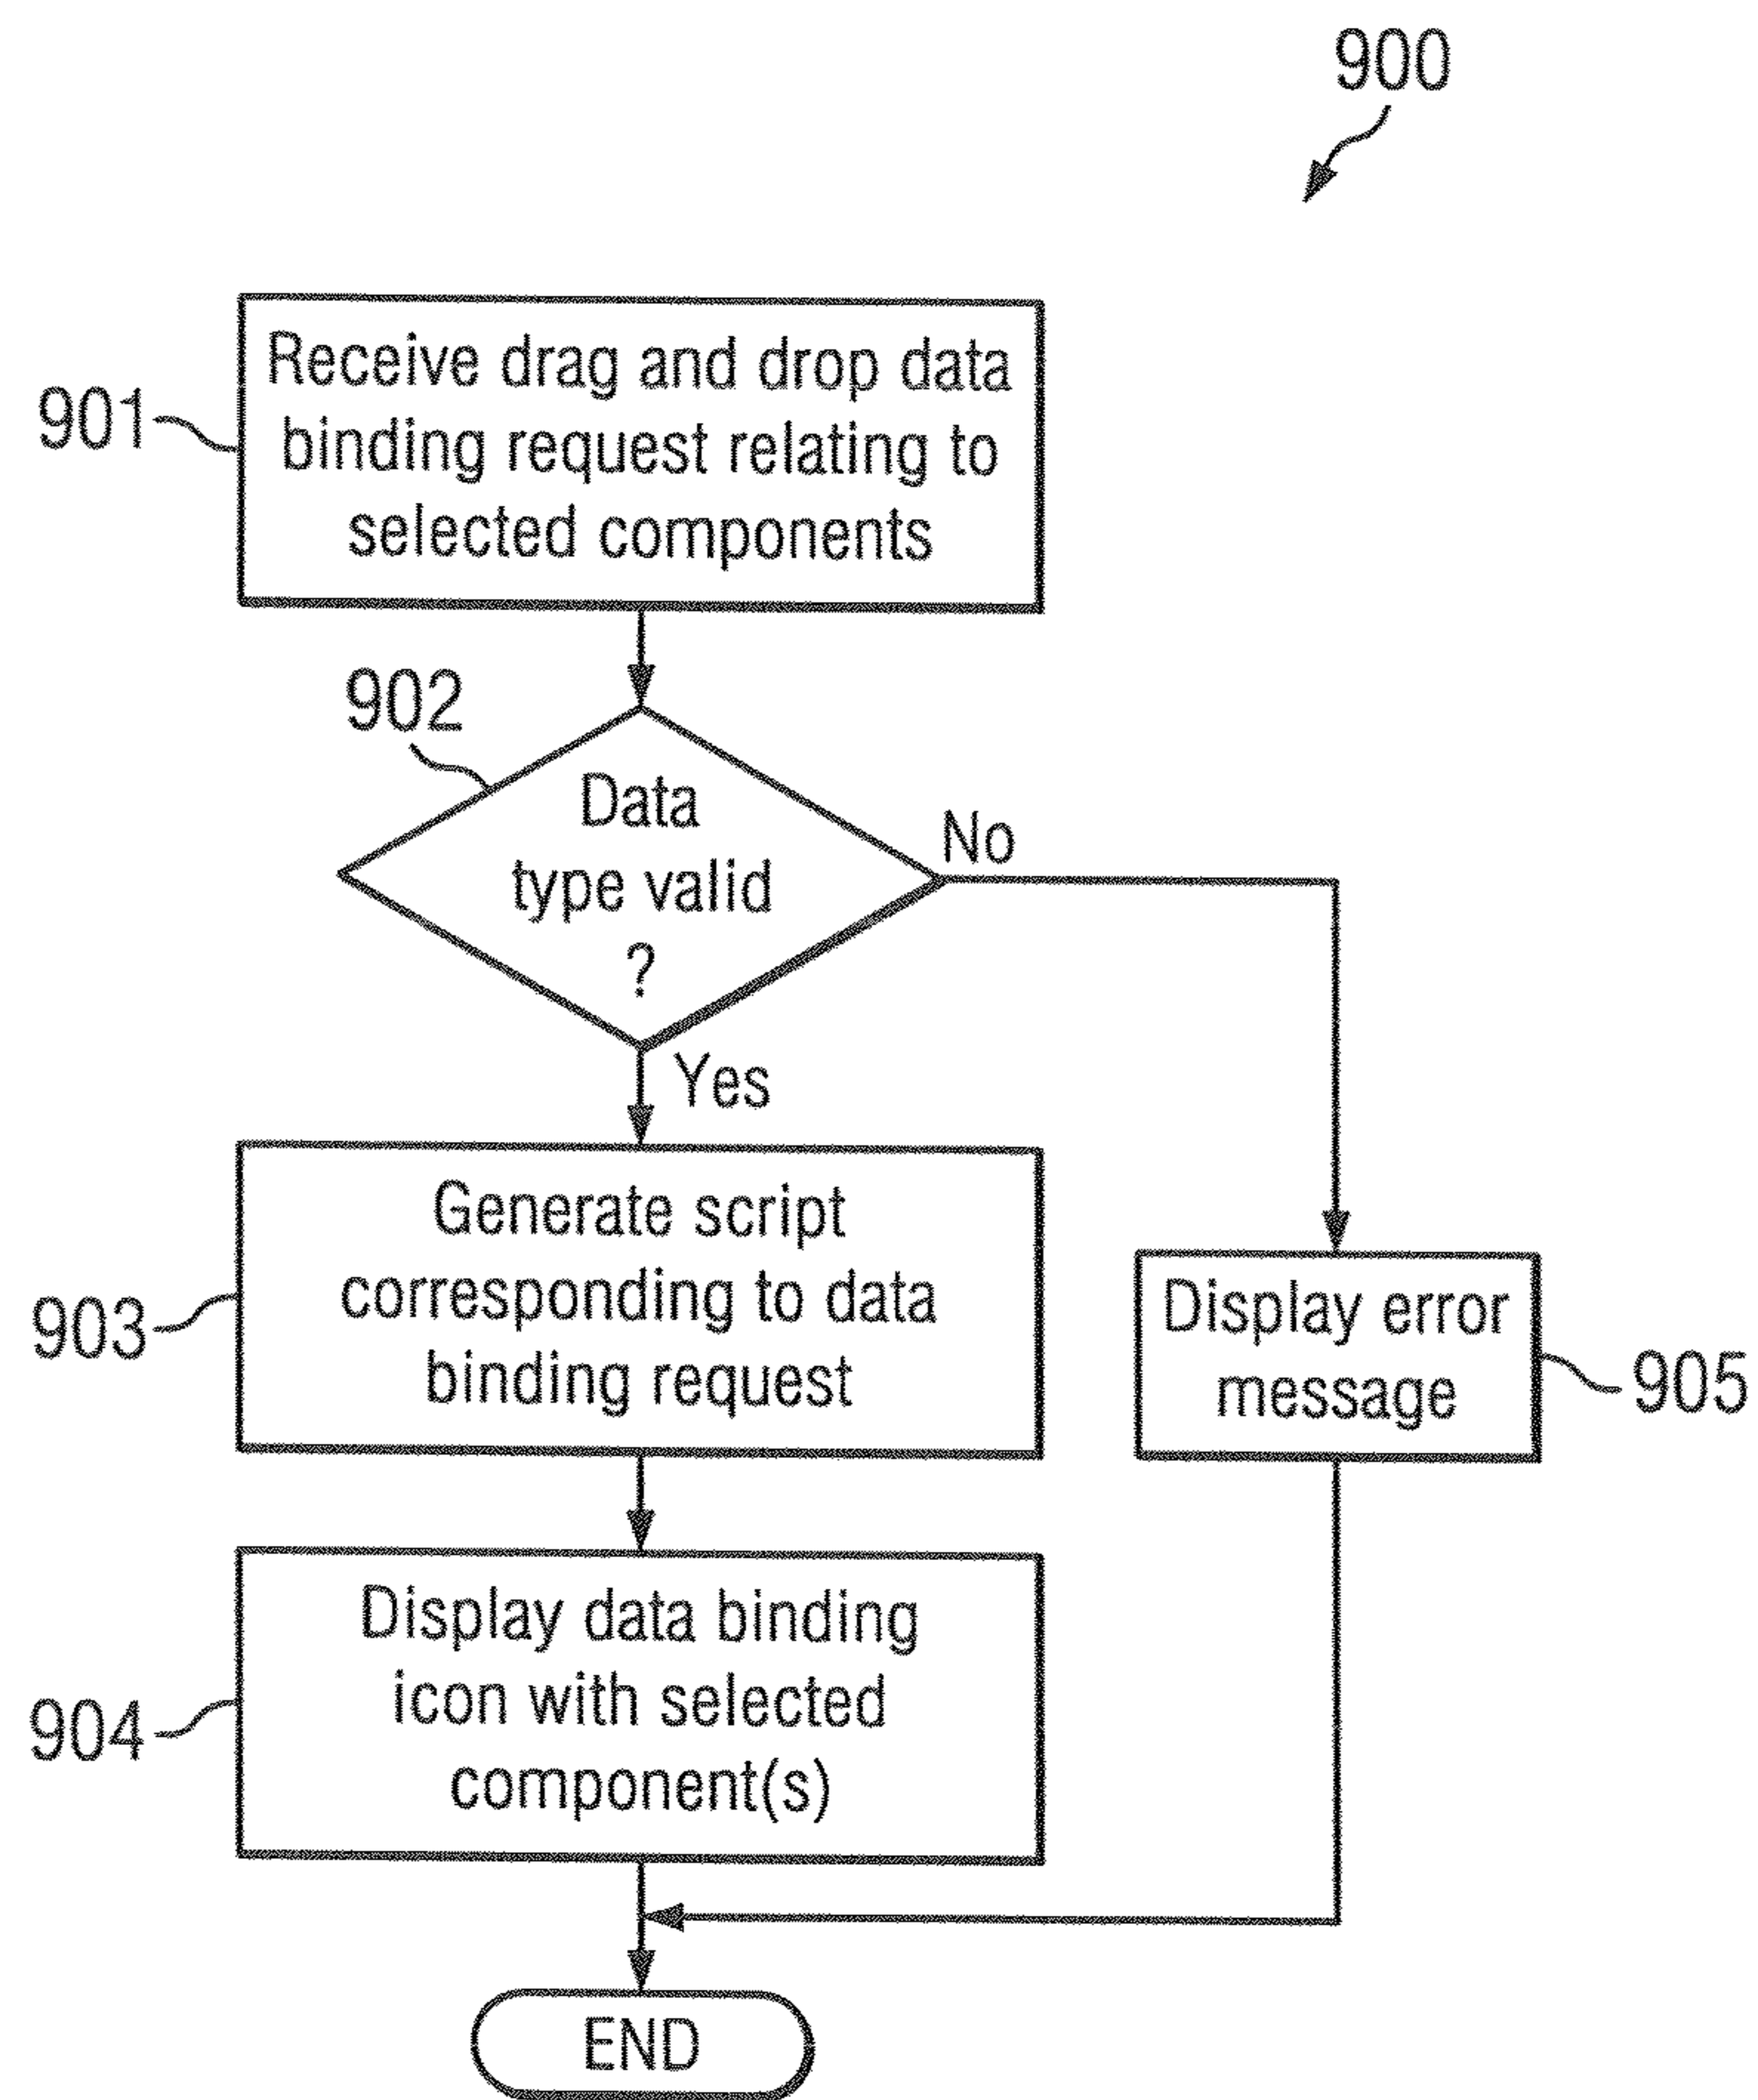 900
901
Receive drag and drop data
binding request relating to
selected components
902
Data
type valid
?
No
Yes
903
Generate script
corresponding to data
binding request
Display error
message
905
904
Display data binding
icon with selected
component(s)
END